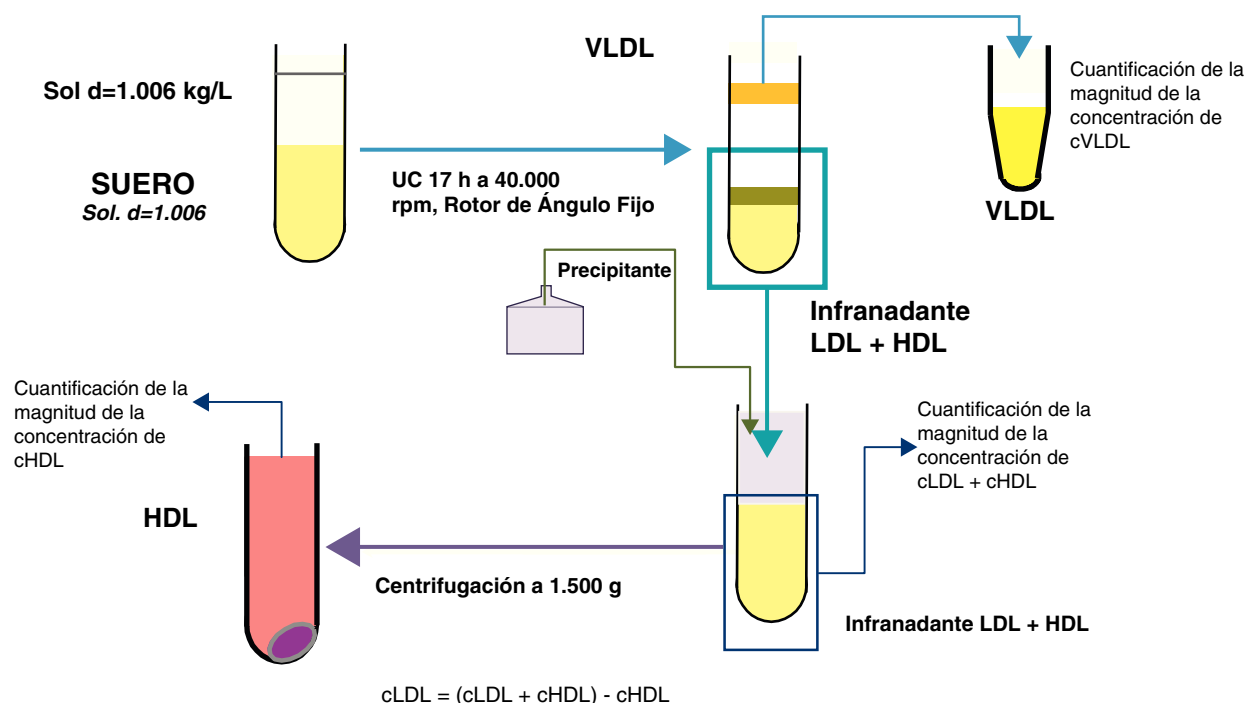 VLDL
Sol d=1.006 kg/L
SUERO
Sol. d=1.006
UC 17 h a 40.000
rpm, Rotor de Ángulo Fijo
Cuantificación de la
magnitud de la
concentración de
cVLDL
VLDL
Precipitante
Infranadante
LDL + HDL
Cuantificación de la
magnitud de la
concentración de
cHDL
Cuantificación de la
magnitud de la
concentración de
cLDL + cHDL
HDL
Centrifugación a 1.500 g
Infranadante LDL + HDL
cLDL = (cLDL + cHDL) - cHDL